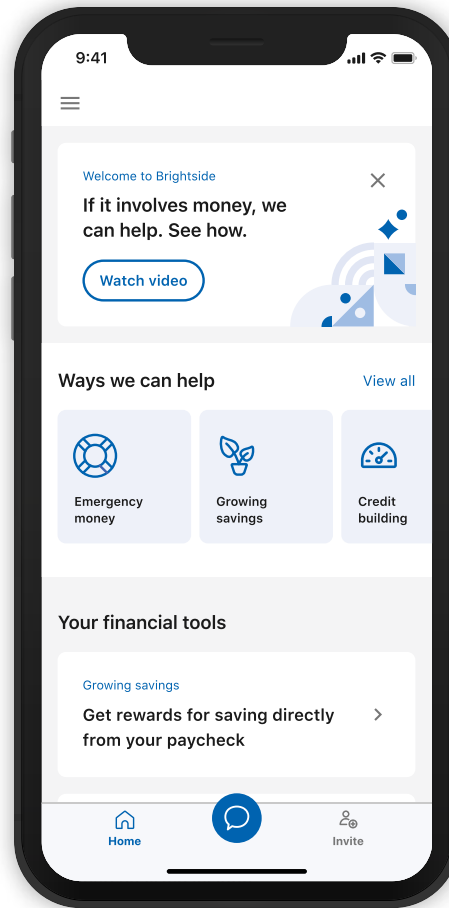 9:41
Welcome to Brightside
If it involves money, we
can help. See how.
Watch video
Ways we can help
View all
Emergency
money
Growing
savings
Credit
building
Your financial tools
Growing savings
Get rewards for saving directly
from your paycheck
Home
Invite